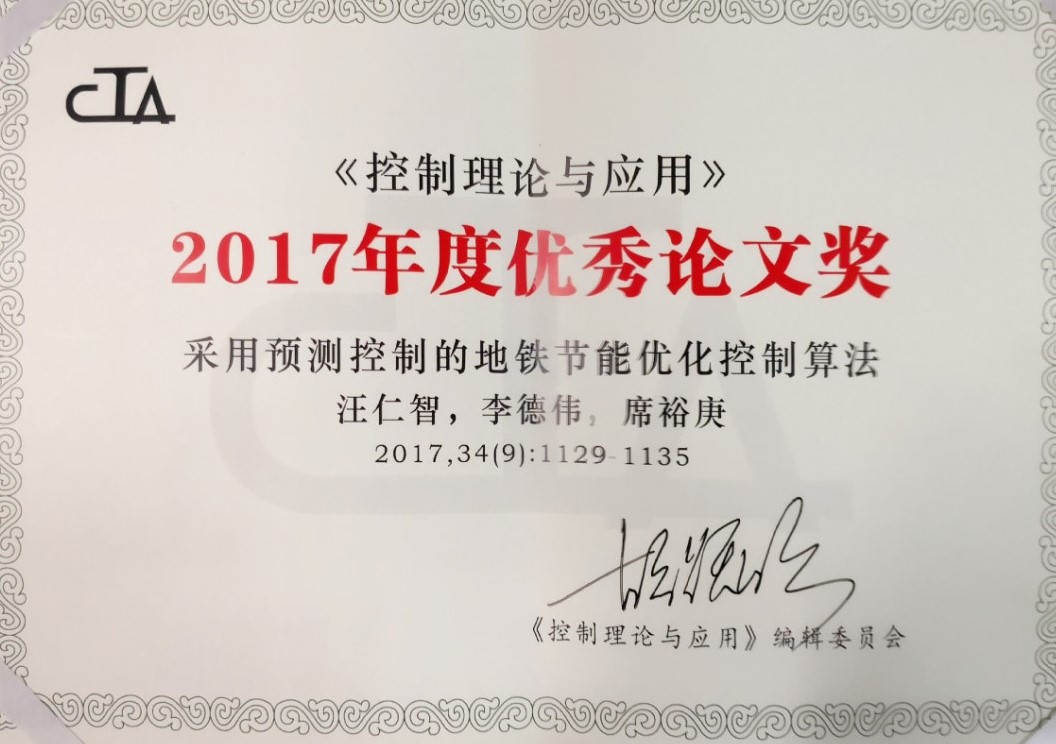 CTA
《控制理论与应用》
2017年度优秀论文奖
采用预测控制的地铁节能优化控制算法
汪仁智，李德伟，席裕庚
2017,34(9):1129-1135
《控制理论与应用》编辑委员会